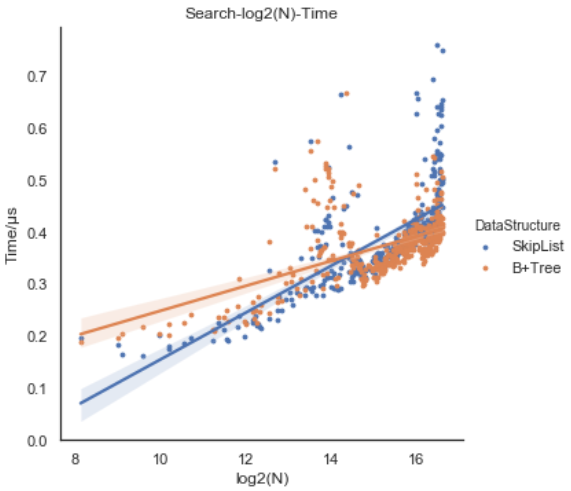 Search-log2(N)-Time
0.7
0.6
0.5
0.4
0.3
0.2
0.1
0.0
Time/μs
8 10 12 14 16
log2(N)
DataStructure
SkipList
B+Tree